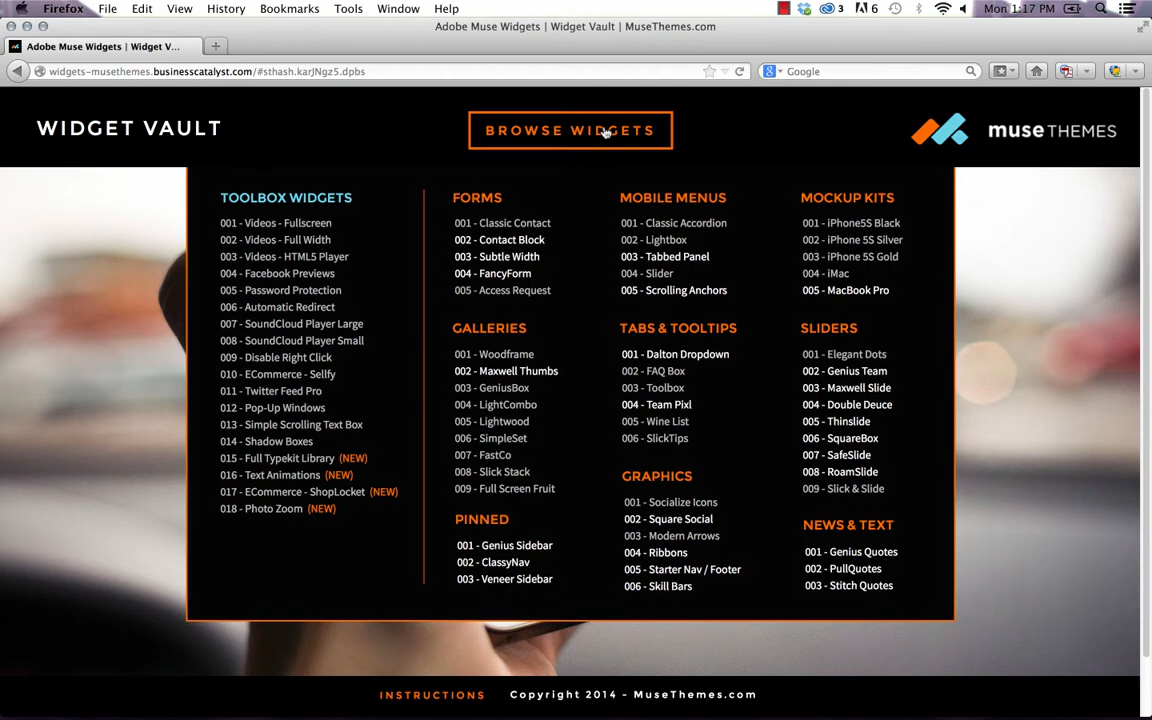 Firefox File Edit View History Bookmarks Tools Window Help 3 6 Mon 1:17 PM
Adobe Muse Widgets | Widget Vault | MuseThemes.com
Adobe Muse Widgets | Widget V... +
widgets-musethemes.businesscatalyst.com/#sthash.karJNgz5.dpbs Google
WIDGET VAULT
BROWSE WIDGETS
museTHEMES
TOOLBOX WIDGETS
001 - Videos - Fullscreen
002 - Videos - Full Width
003 - Videos - HTML5 Player
004 - Facebook Previews
005 - Password Protection
006 - Automatic Redirect
007 - SoundCloud Player Large
008 - SoundCloud Player Small
009 - Disable Right Click
010 - ECommerce - Sellfy
011 - Twitter Feed Pro
012 - Pop-Up Windows
013 - Simple Scrolling Text Box
014 - Shadow Boxes
015 - Full Typekit Library (NEW)
016 - Text Animations (NEW)
017 - ECommerce - ShopLocket (NEW)
018 - Photo Zoom (NEW)
FORMS
001 - Classic Contact
002 - Contact Block
003 - Subtle Width
004 - FancyForm
005 - Access Request
GALLERIES
001 - Woodframe
002 - Maxwell Thumbs
003 - GeniusBox
004 - LightCombo
005 - Lightwood
006 - SimpleSet
007 - FastCo
008 - Slick Stack
009 - Full Screen Fruit
PINNED
001 - Genius Sidebar
002 - ClassyNav
003 - Veneer Sidebar
MOBILE MENUS
001 - Classic Accordion
002 - Lightbox
003 - Tabbed Panel
004 - Slider
005 - Scrolling Anchors
TABS & TOOLTIPS
001 - Dalton Dropdown
002 - FAQ Box
003 - Toolbox
004 - Team Pixl
005 - Wine List
006 - SlickTips
GRAPHICS
001 - Socialize Icons
002 - Square Social
003 - Modern Arrows
004 - Ribbons
005 - Starter Nav / Footer
006 - Skill Bars
MOCKUP KITS
001 - iPhone5S Black
002 - iPhone 5S Silver
003 - iPhone 5S Gold
004 - iMac
005 - MacBook Pro
SLIDERS
001 - Elegant Dots
002 - Genius Team
003 - Maxwell Slide
004 - Double Deuce
005 - Thinslide
006 - SquareBox
007 - SafeSlide
008 - RoamSlide
009 - Slick & Slide
NEWS & TEXT
001 - Genius Quotes
002 - PullQuotes
003 - Stitch Quotes
INSTRUCTIONS Copyright 2014 - MuseThemes.com